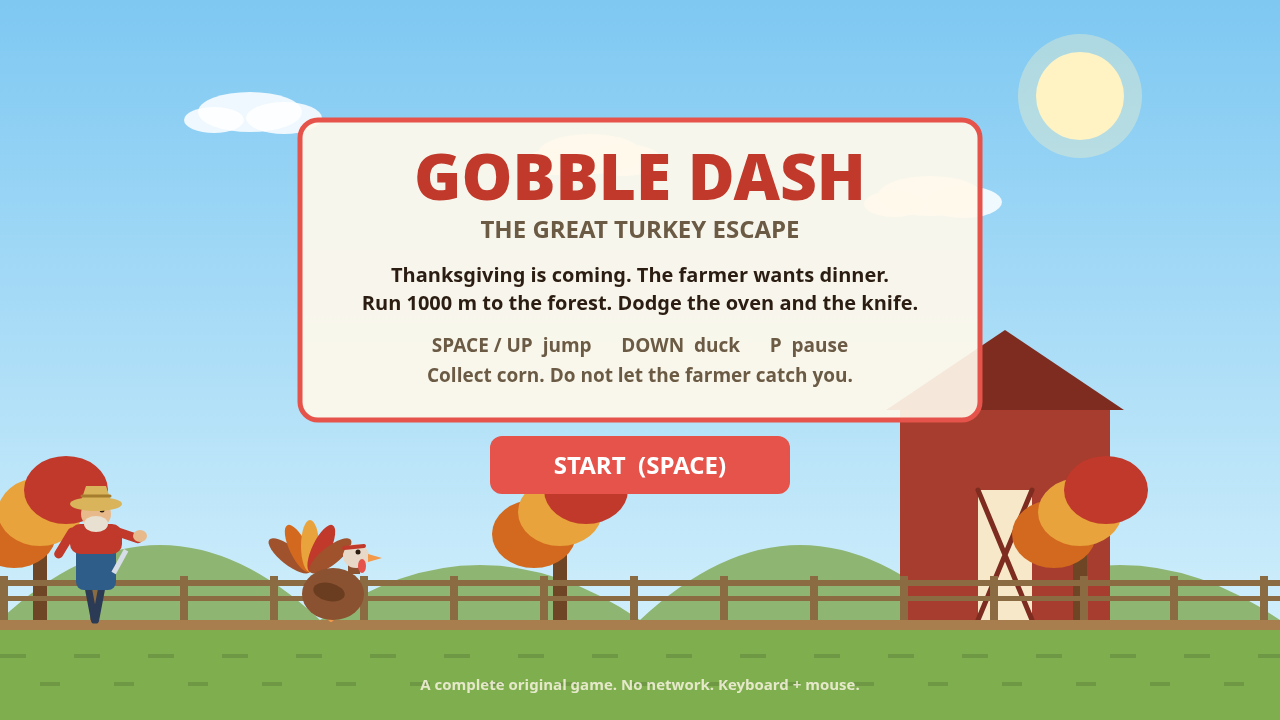 GOBBLE DASH
THE GREAT TURKEY ESCAPE
Thanksgiving is coming. The farmer wants dinner.
Run 1000 m to the forest. Dodge the oven and the knife.
SPACE / UP jump DOWN duck P pause
Collect corn. Do not let the farmer catch you.
START (SPACE)
A complete original game. No network. Keyboard + mouse.